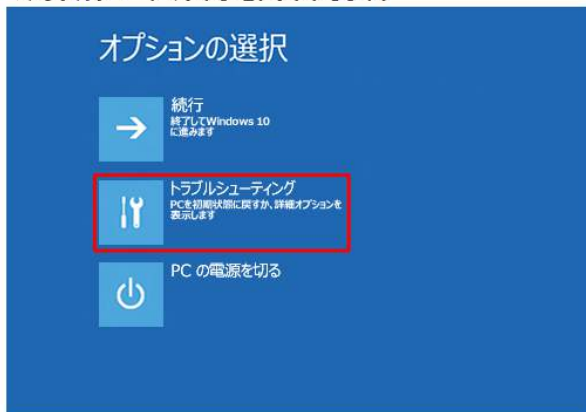 オプションの選択
続行
終了してWindows 10
に進みます
トラブルシューティング
PCを初期状態に戻すか、詳細オプションを
表示します
PC の電源を切る